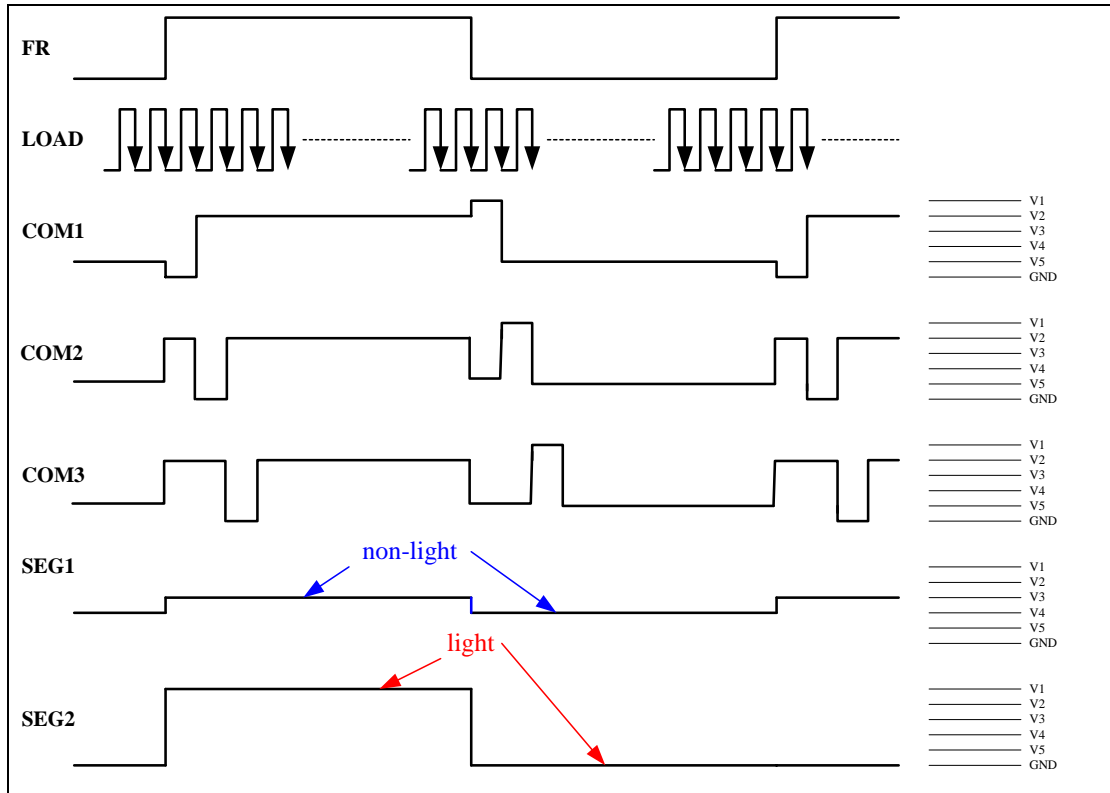 FR
LOAD
COM1
V1
V2
V3
V4
V5
GND
COM2
V1
V2
V3
V4
V5
GND
COM3
V1
V2
V3
V4
V5
GND
SEG1
non-light
V1
V2
V3
V4
V5
GND
light
SEG2
V1
V2
V3
V4
V5
GND